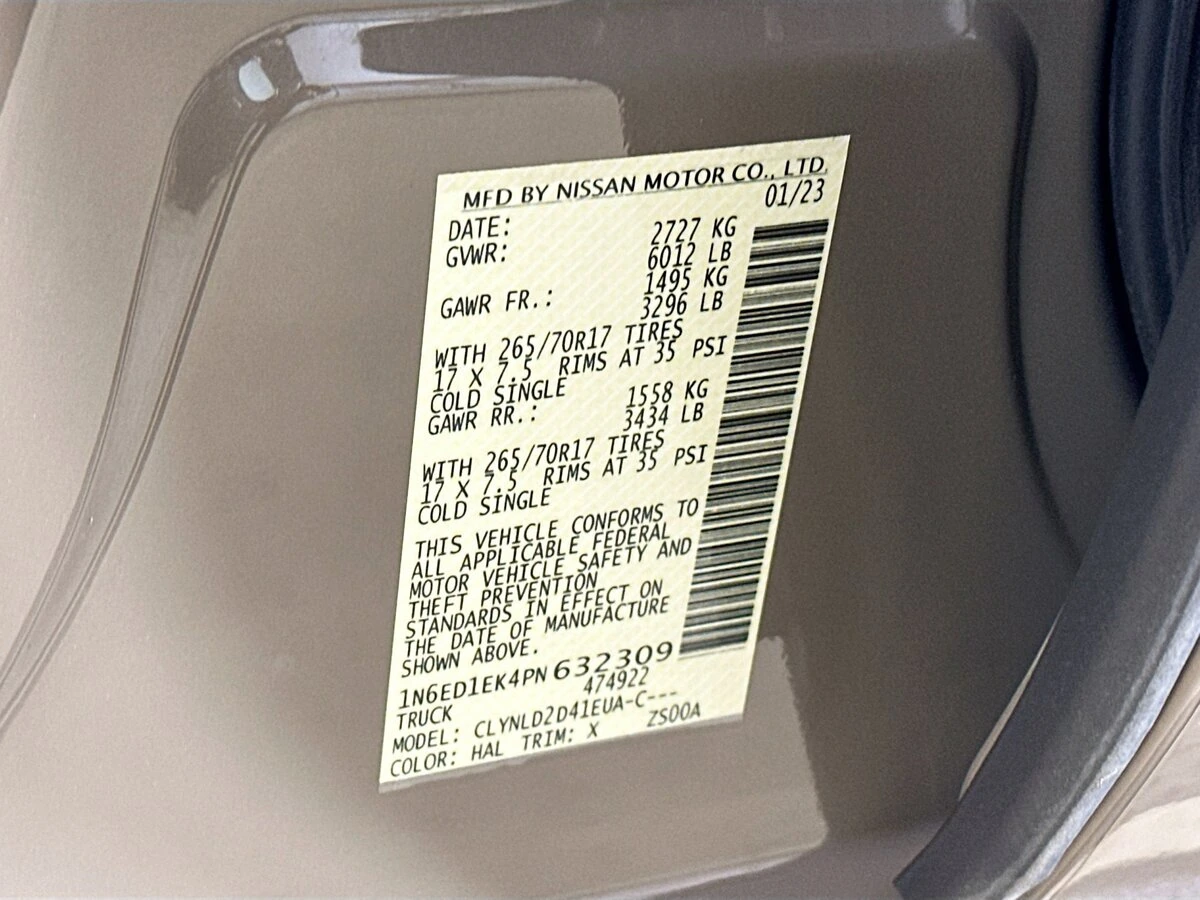 MFD BY NISSAN MOTOR CO., LTD.
DATE: 01/23
GVWR: 2727 KG
6012 LB
GAWR FR.: 1495 KG
3296 LB
WITH 265/70R17 TIRES
17 X 7.5 RIMS AT 35 PSI
COLD SINGLE
GAWR RR.: 1558 KG
3434 LB
WITH 265/70R17 TIRES
17 X 7.5 RIMS AT 35 PSI
COLD SINGLE
THIS VEHICLE CONFORMS TO
ALL APPLICABLE FEDERAL
MOTOR VEHICLE SAFETY AND
THEFT PREVENTION
STANDARDS IN EFFECT ON
THE DATE OF MANUFACTURE
SHOWN ABOVE.
1N6ED1EK4PN632309
TRUCK 474922
MODEL: CLYNLD2D41EUA-C---
COLOR: HAL TRIM: X ZS00A